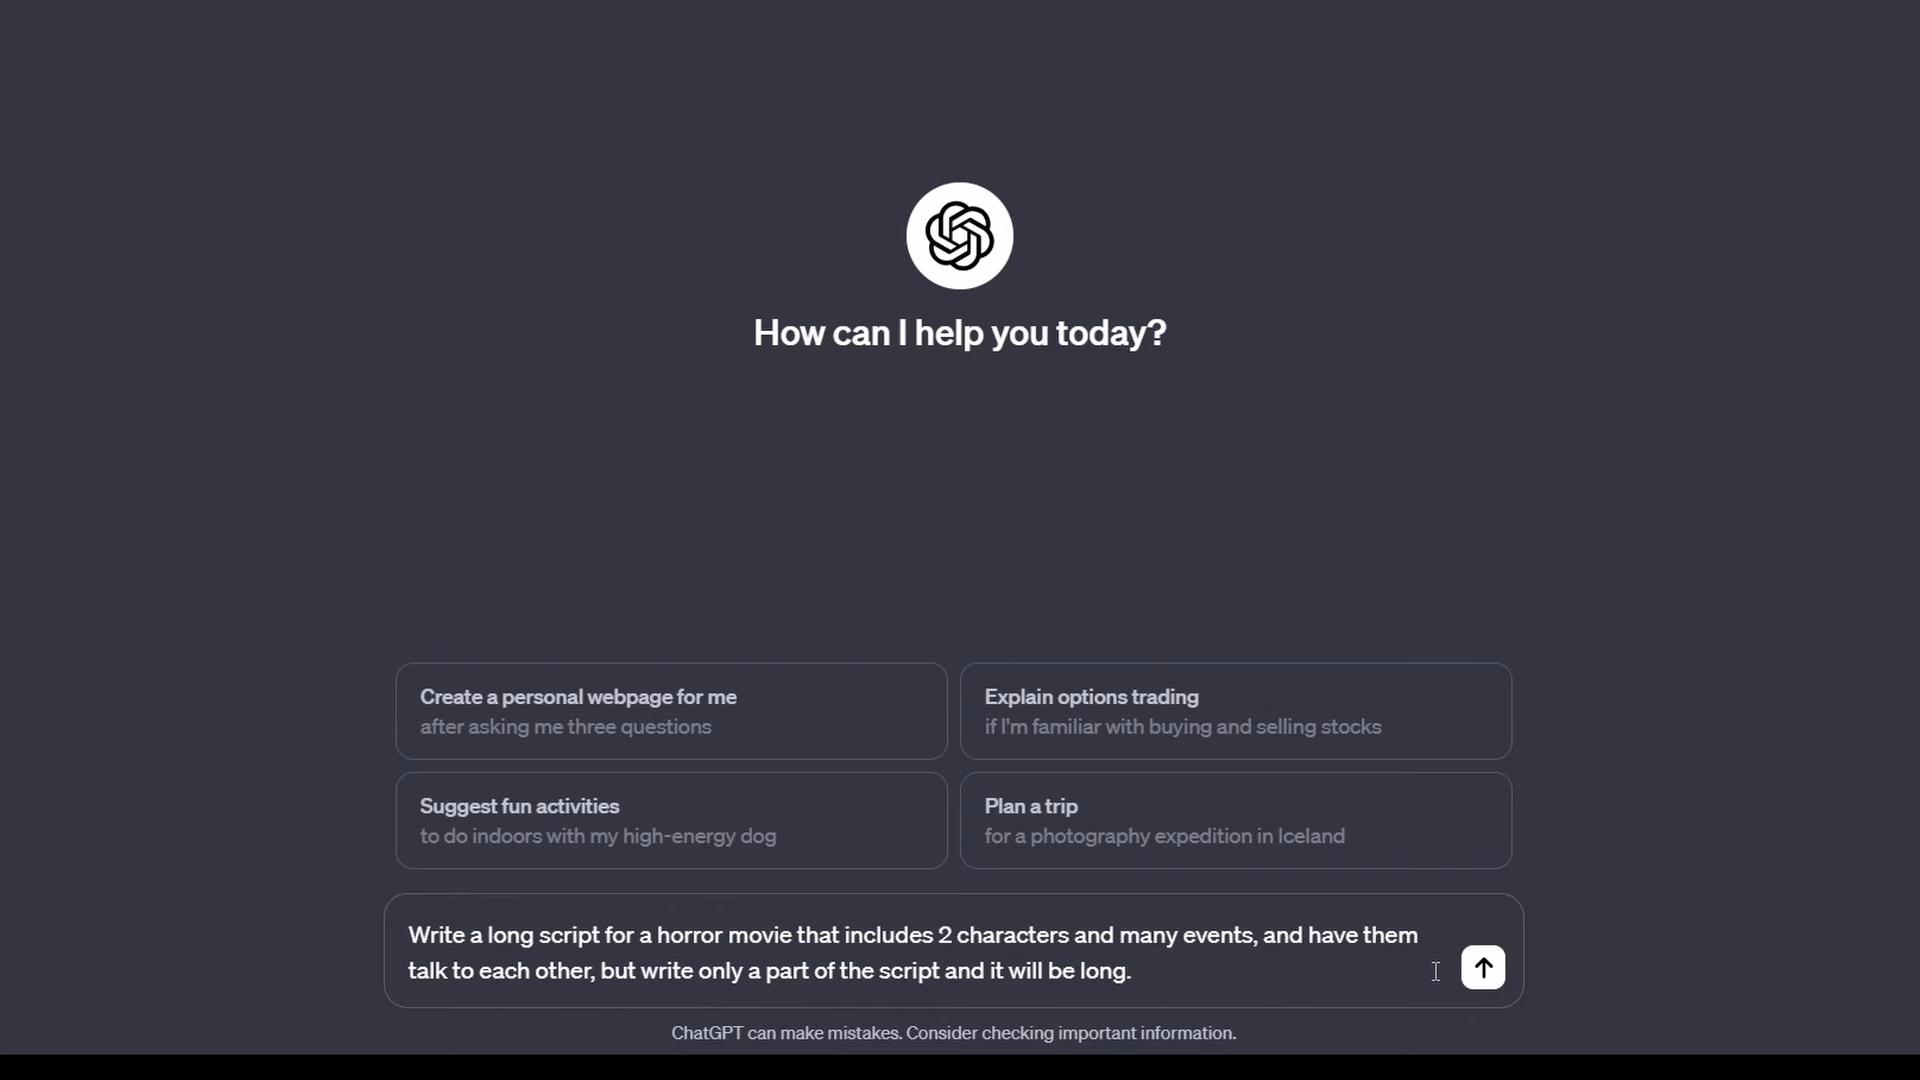 How can I help you today?
Create a personal webpage for me
after asking me three questions
Explain options trading
if I'm familiar with buying and selling stocks
Suggest fun activities
to do indoors with my high-energy dog
Plan a trip
for a photography expedition in Iceland
Write a long script for a horror movie that includes 2 characters and many events, and have them
talk to each other, but write only a part of the script and it will be long.
ChatGPT can make mistakes. Consider checking important information.